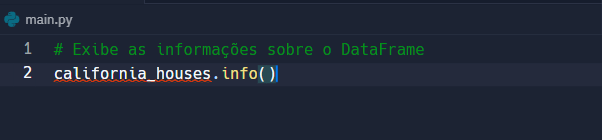 main.py
1 # Exibe as informações sobre o DataFrame
2 california_houses.info()